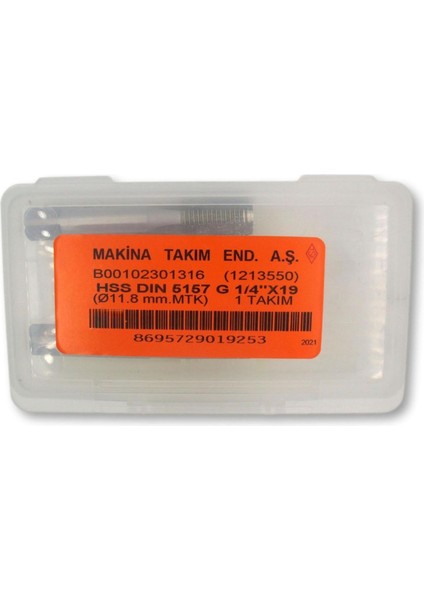 MAKİNA TAKIM END. A.Ş.
B00102301316 (1213550)
HSS DIN 5157 G 1/4"X19
(Ø11.8 mm.MTK) 1 TAKIM
8695729019253
2021